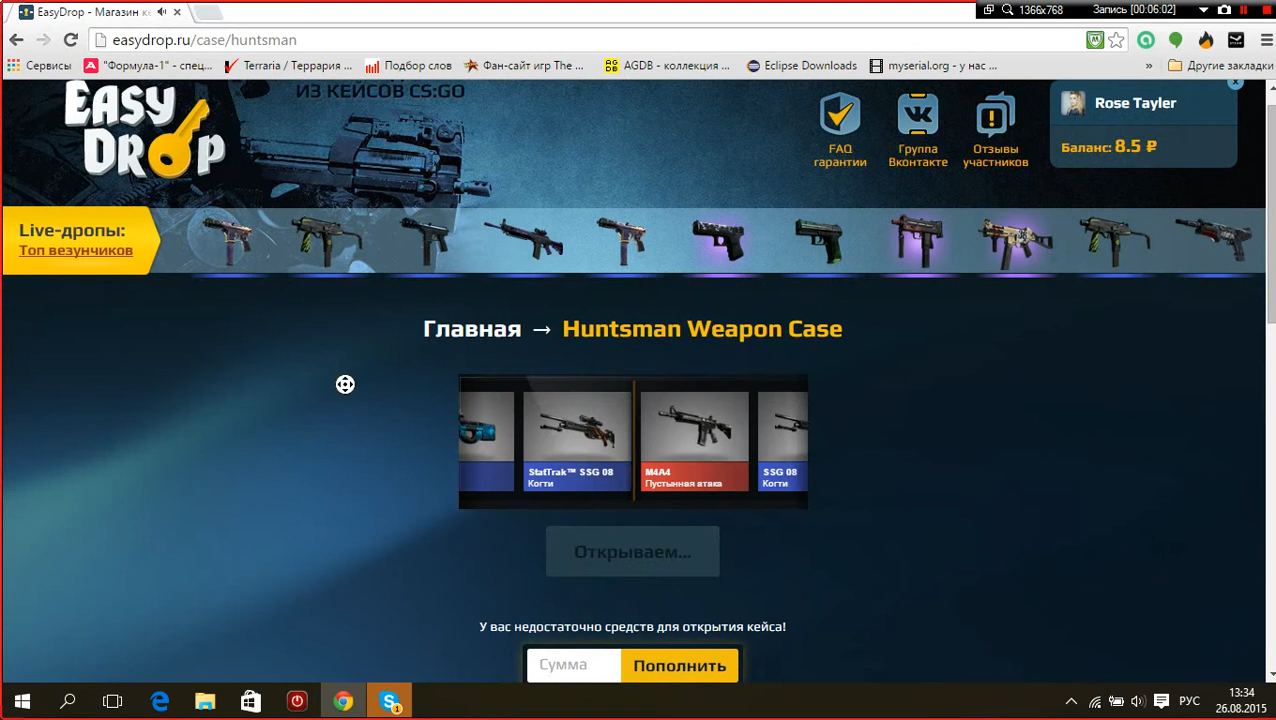 EasyDrop - Магазин ке
1366x768
Запись [00:06:02]
easydrop.ru/case/huntsman
Сервисы
"Формула-1" - спец...
Terraria / Террария ...
Подбор слов
Фан-сайт игр The ...
AGDB - коллекция ...
Eclipse Downloads
myserial.org - у нас ...
»
Другие закладки
EASY
DROP
ИЗ КЕЙСОВ CS:GO
FAQ
гарантии
Группа
Вконтакте
Отзывы
участников
Rose Tayler
Баланс: 8.5 ₽
Live-дропы:
Топ везунчиков
Главная → Huntsman Weapon Case
StatTrak™ SSG 08
Когти
M4A4
Пустынная атака
SSG 08
Когти
Открываем...
У вас недостаточно средств для открытия кейса!
Сумма
Пополнить
1
РУС
13:34
26.08.2015